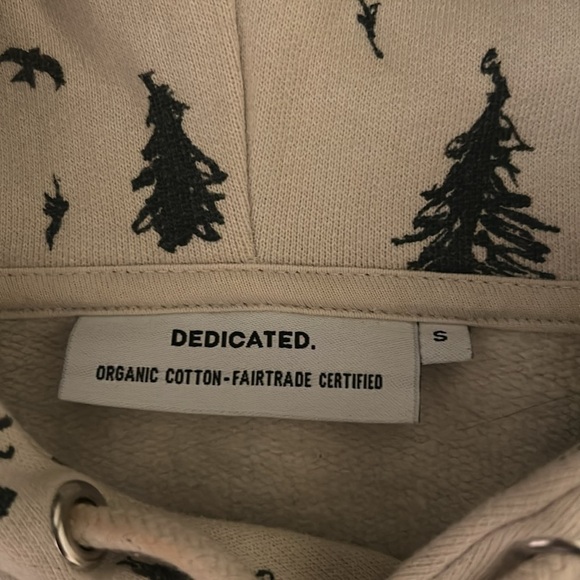 DEDICATED.
ORGANIC COTTON-FAIRTRADE CERTIFIED
S